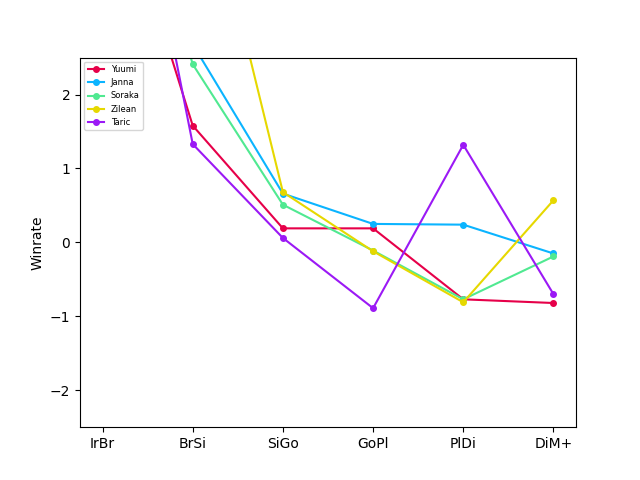 Yuumi
Janna
Soraka
Zilean
Taric
Winrate
2
1
0
−1
−2
IrBr BrSi SiGo GoPl PlDi DiM+